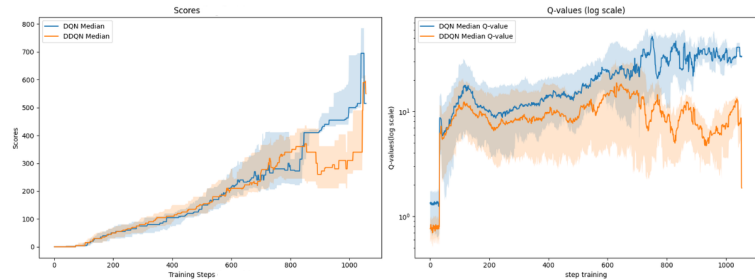 Scores
DQN Median
DDQN Median
800
700
600
500
400
300
200
100
0
Scores
0 200 400 600 800 1000
Training Steps
Q-values (log scale)
DQN Median Q-value
DDQN Median Q-value
10¹
10⁰
Q-values(log scale)
0 200 400 600 800 1000
step training